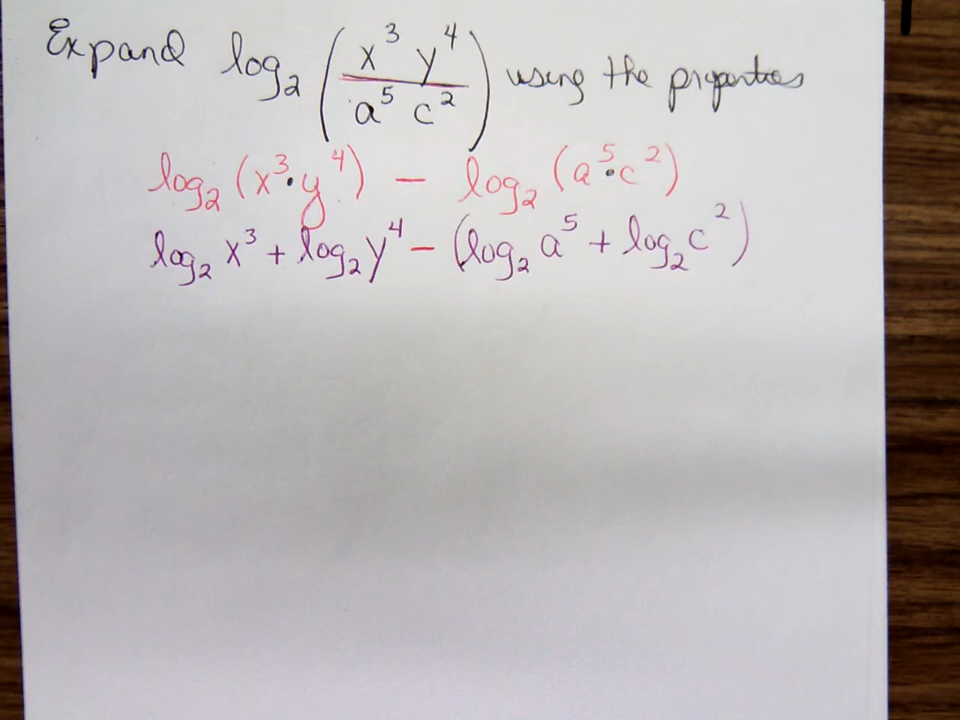 Expand log₂ (x³ y⁴ / a⁵ c²) using the properties
log₂ (x³•y⁴) − log₂ (a⁵•c²)
log₂ x³ + log₂ y⁴ − (log₂ a⁵ + log₂ c²)